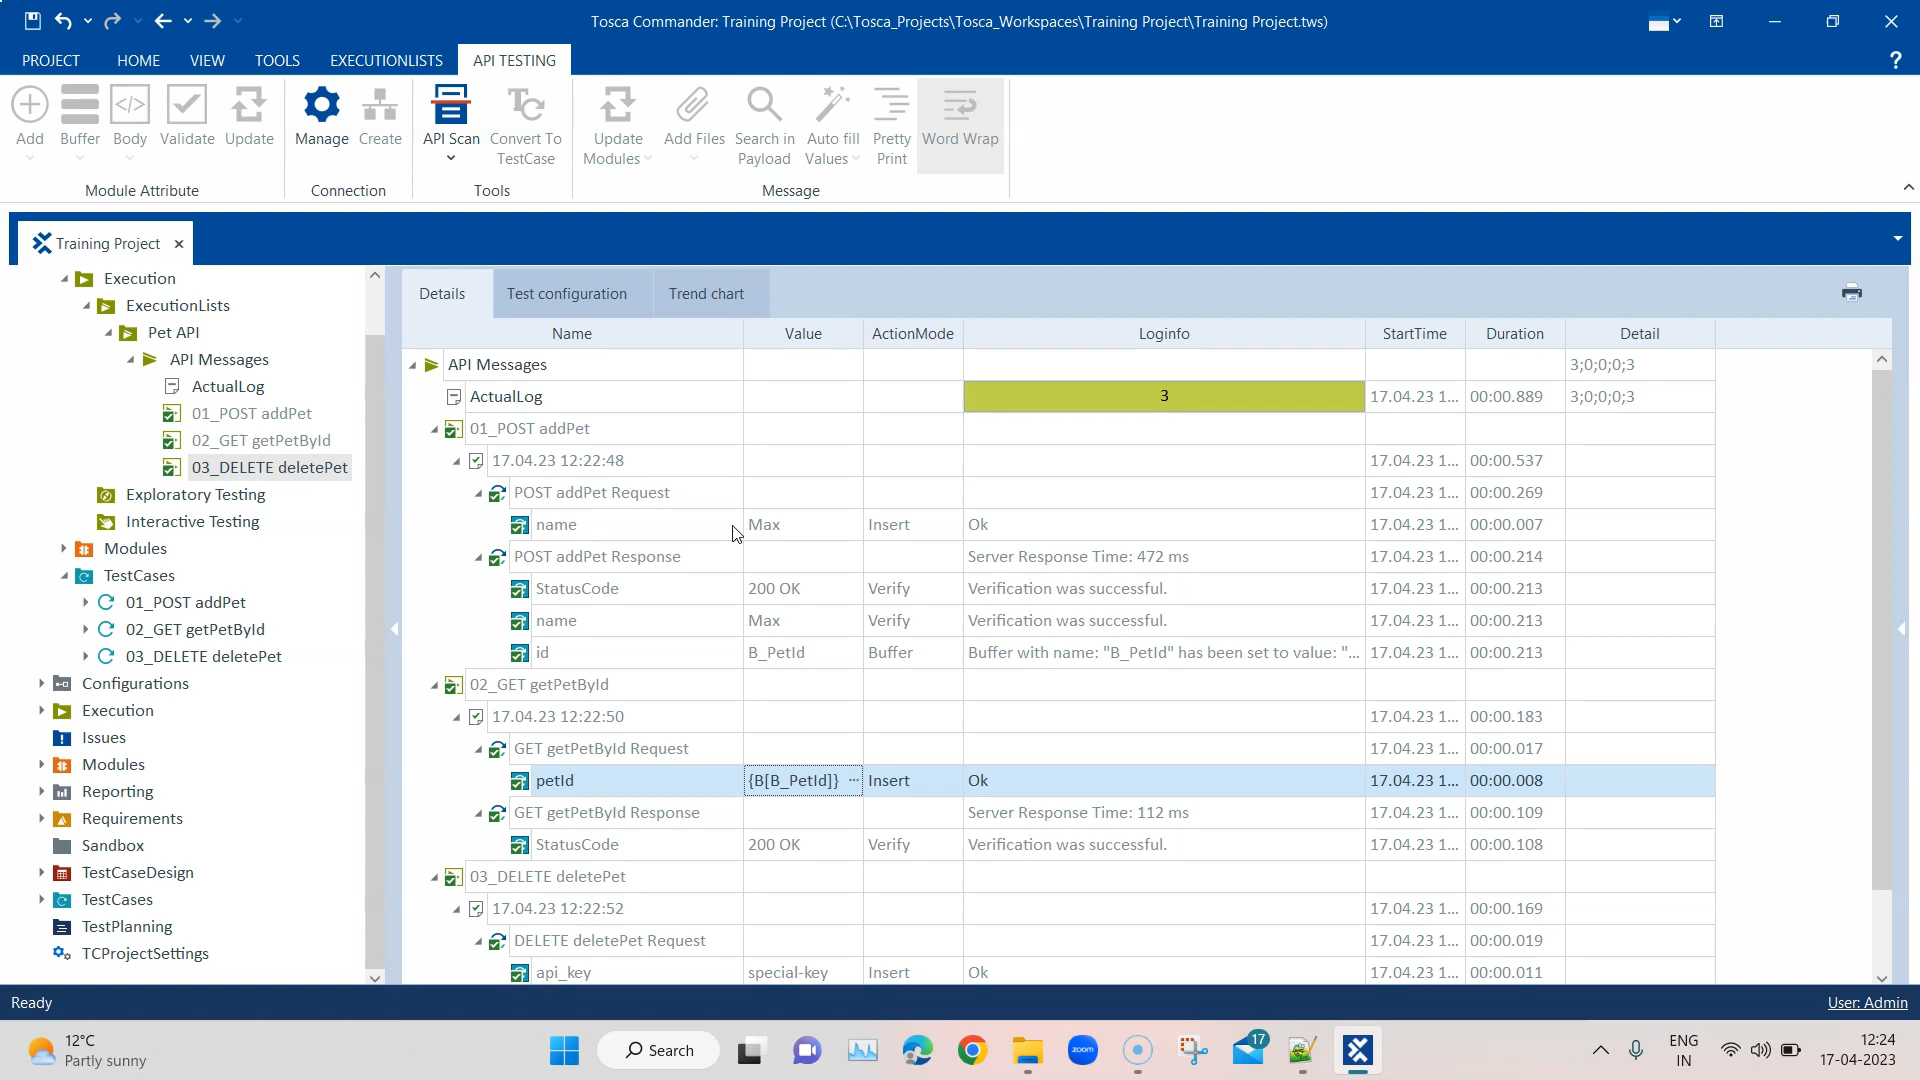 Tosca Commander: Training Project (C:\Tosca_Projects\Tosca_Workspaces\Training Project\Training Project.tws)
PROJECT HOME VIEW TOOLS EXECUTIONLISTS API TESTING ?
Add Buffer Body Validate Update Manage Create API Scan Convert To TestCase Update Modules Add Files Search in Payload Auto fill Values Pretty Print Word Wrap
Module Attribute Connection Tools Message
Training Project
Execution
ExecutionLists
Pet API
API Messages
ActualLog
01_POST addPet
02_GET getPetById
03_DELETE deletePet
Exploratory Testing
Interactive Testing
Modules
TestCases
01_POST addPet
02_GET getPetById
03_DELETE deletePet
Configurations
Execution
Issues
Modules
Reporting
Requirements
Sandbox
TestCaseDesign
TestCases
TestPlanning
TCProjectSettings
Details Test configuration Trend chart
Name Value ActionMode Loginfo StartTime Duration Detail
API Messages 3;0;0;0;3
ActualLog 3 17.04.23 1... 00:00.889 3;0;0;0;3
01_POST addPet
17.04.23 12:22:48 17.04.23 1... 00:00.537
POST addPet Request 17.04.23 1... 00:00.269
name Max Insert Ok 17.04.23 1... 00:00.007
POST addPet Response Server Response Time: 472 ms 17.04.23 1... 00:00.214
StatusCode 200 OK Verify Verification was successful. 17.04.23 1... 00:00.213
name Max Verify Verification was successful. 17.04.23 1... 00:00.213
id B_PetId Buffer Buffer with name: "B_PetId" has been set to value: "... 17.04.23 1... 00:00.213
02_GET getPetById
17.04.23 12:22:50 17.04.23 1... 00:00.183
GET getPetById Request 17.04.23 1... 00:00.017
petId {B[B_PetId]} ... Insert Ok 17.04.23 1... 00:00.008
GET getPetById Response Server Response Time: 112 ms 17.04.23 1... 00:00.109
StatusCode 200 OK Verify Verification was successful. 17.04.23 1... 00:00.108
03_DELETE deletePet
17.04.23 12:22:52 17.04.23 1... 00:00.169
DELETE deletePet Request 17.04.23 1... 00:00.019
api_key special-key Insert Ok 17.04.23 1... 00:00.011
Ready User: Admin
12°C
Partly sunny
Search
zoom
17
ENG
IN
12:24
17-04-2023